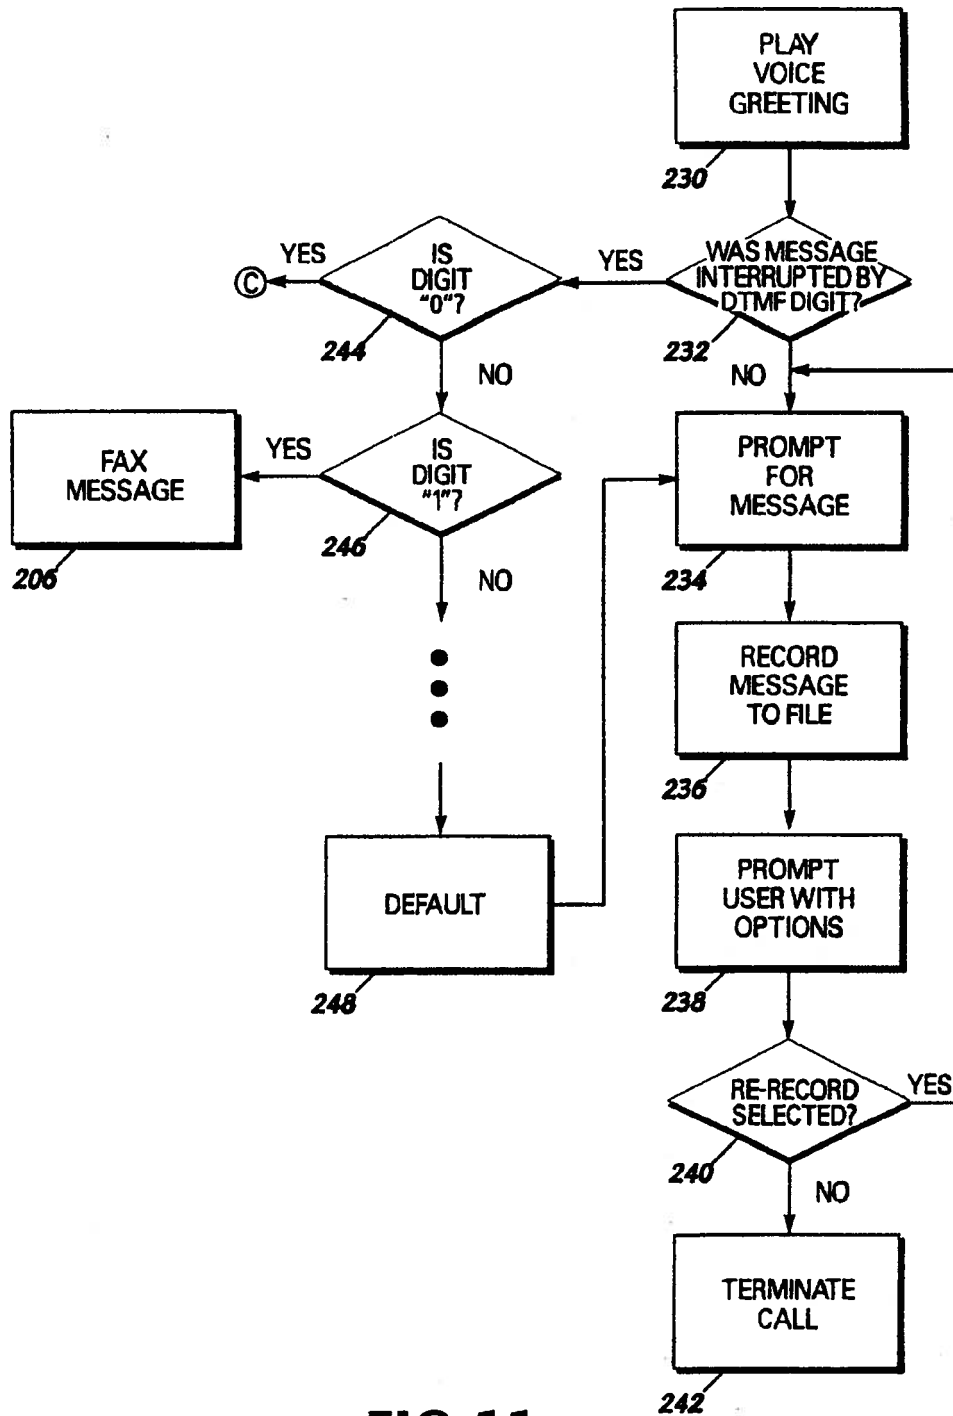 PLAY
VOICE
GREETING
230
WAS MESSAGE
INTERRUPTED BY
DTMF DIGIT?
232
YES
NO
IS
DIGIT
"0"?
244
YES
C
NO
IS
DIGIT
"1"?
246
YES
FAX
MESSAGE
206
NO
DEFAULT
248
PROMPT
FOR
MESSAGE
234
RECORD
MESSAGE
TO FILE
236
PROMPT
USER WITH
OPTIONS
238
RE-RECORD
SELECTED?
240
YES
NO
TERMINATE
CALL
242